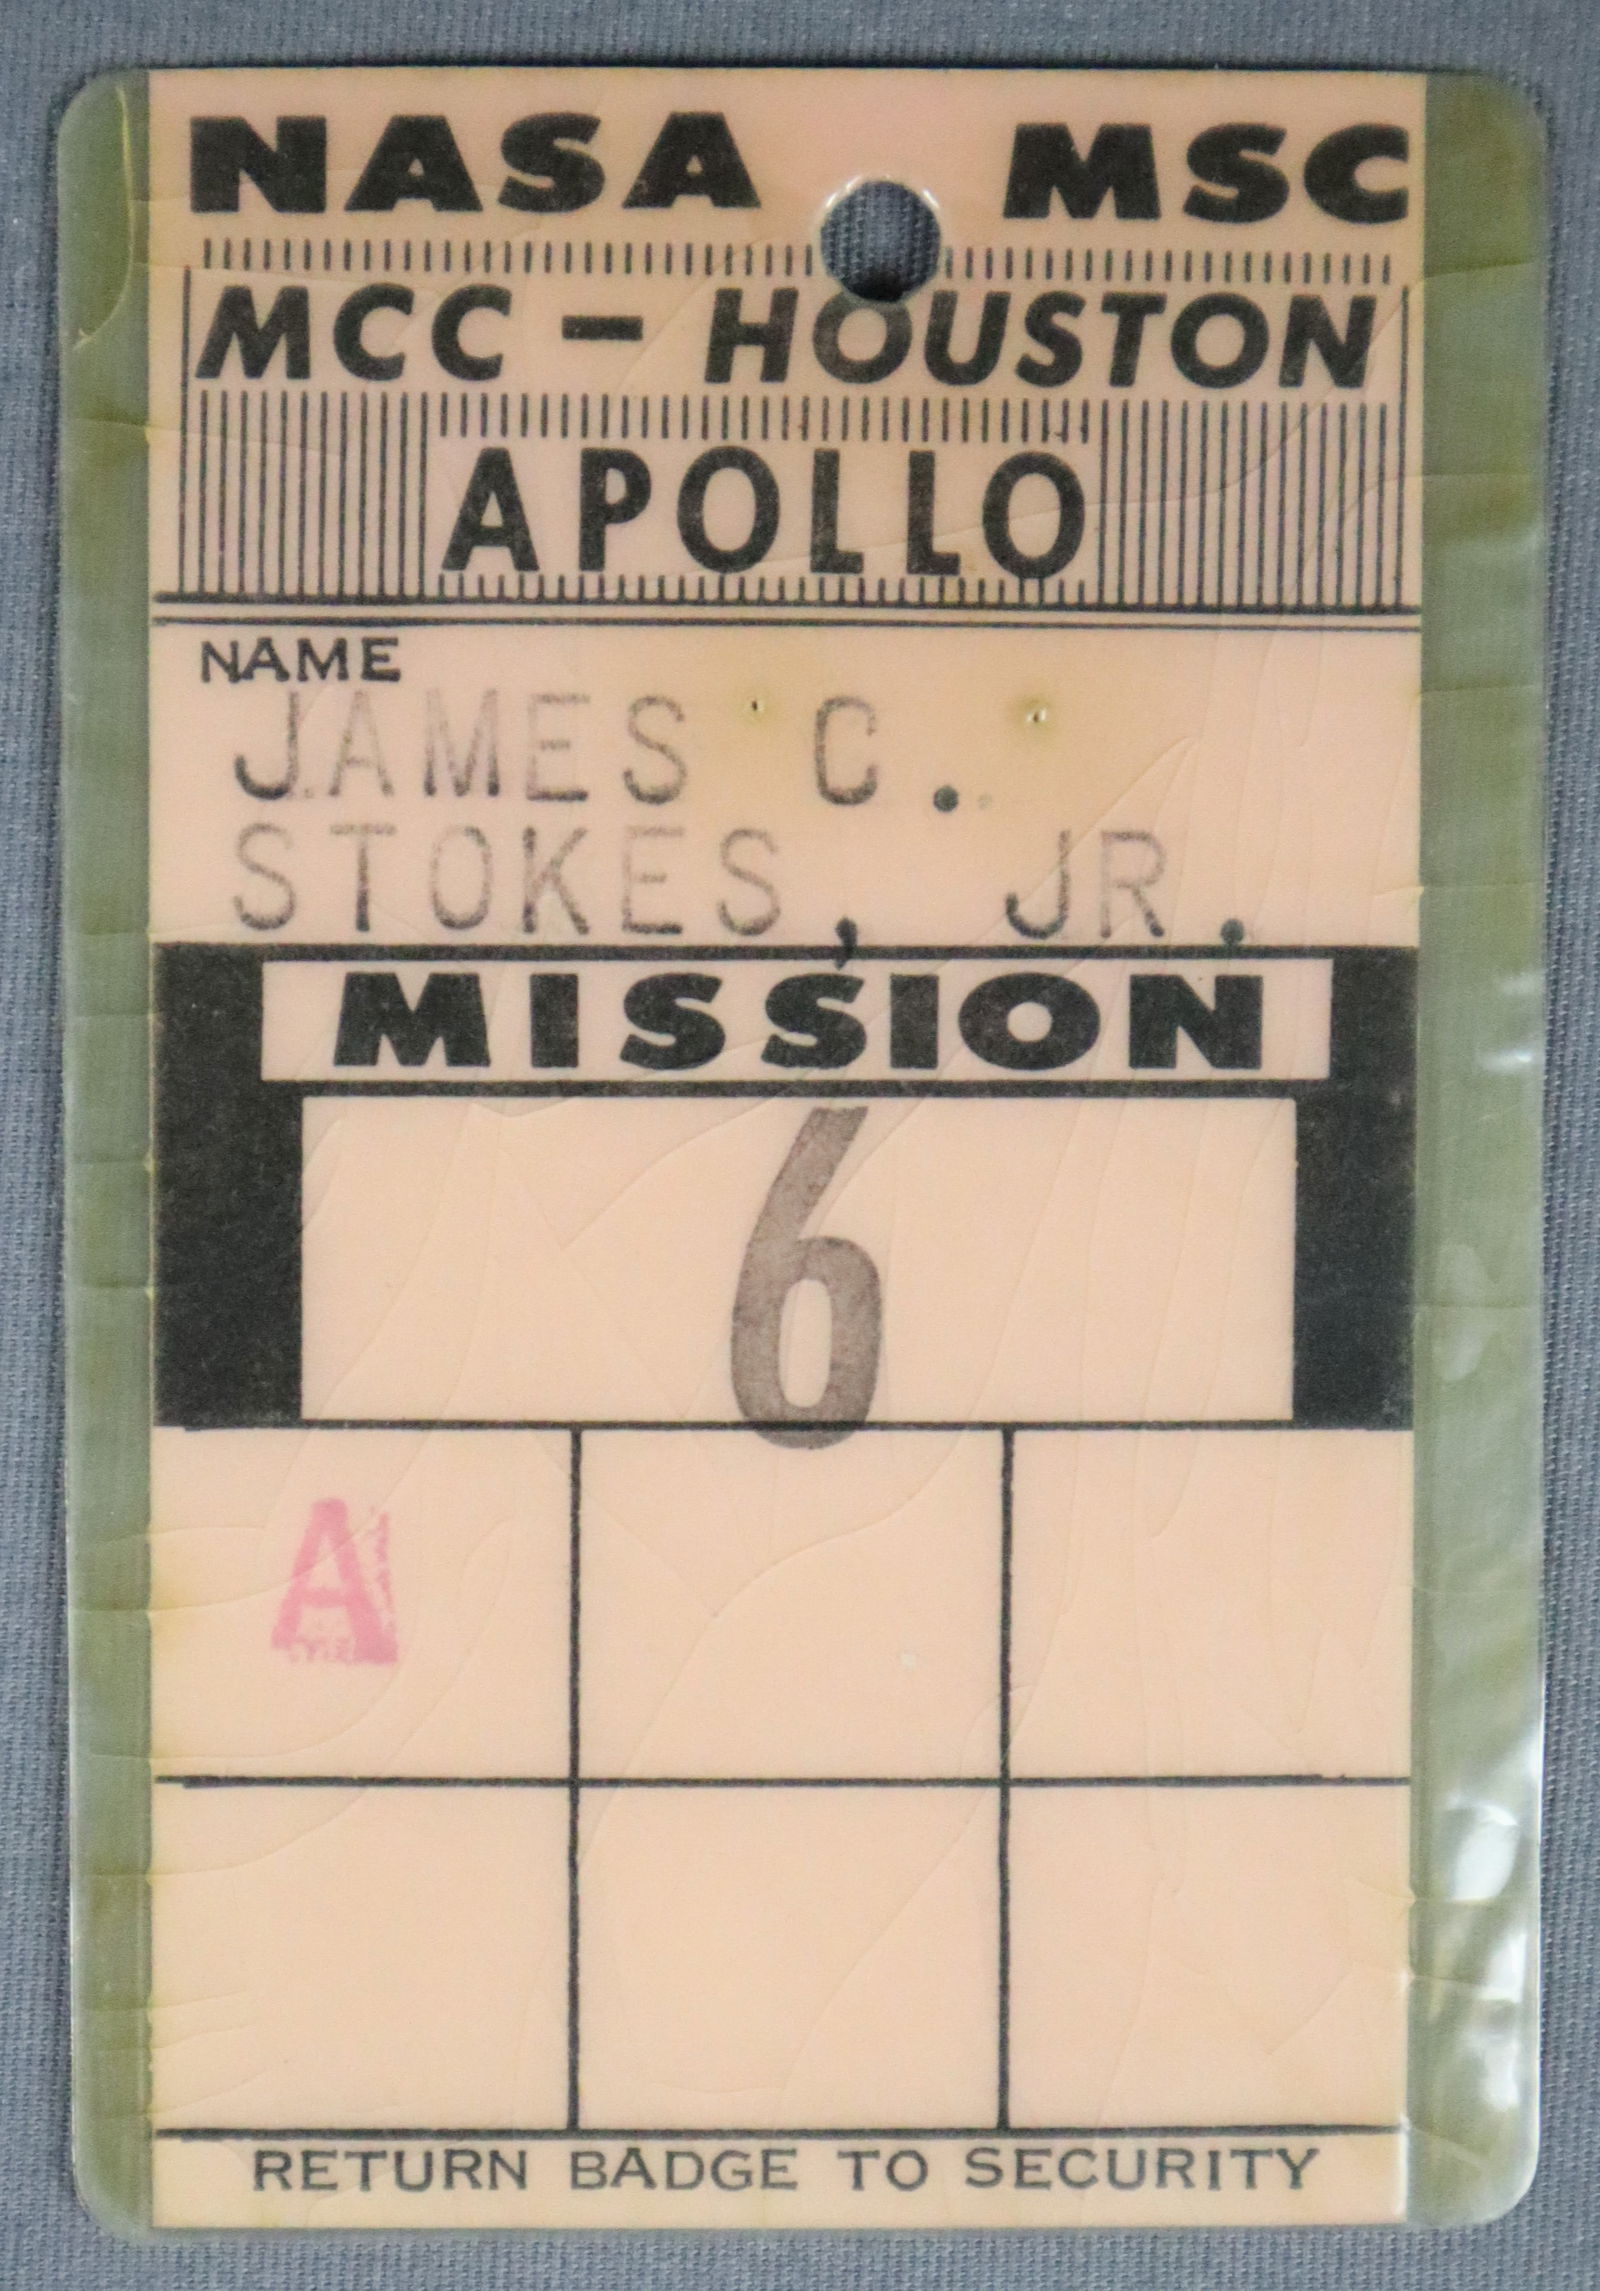 NASA MSC
MCC - HOUSTON
APOLLO
NAME
JAMES C.
STOKES, JR.
MISSION
6
A
RETURN BADGE TO SECURITY